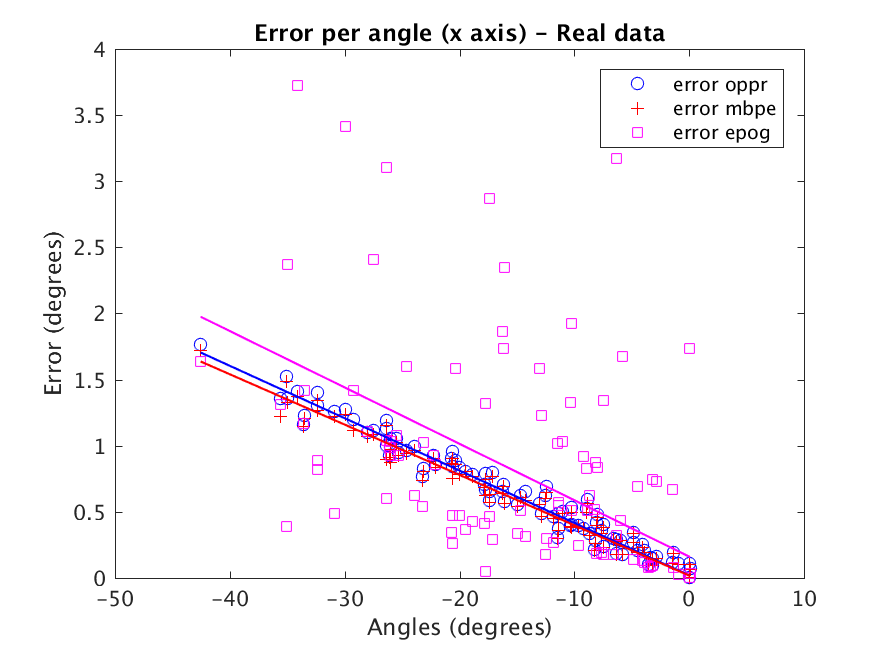 Error per angle (x axis) - Real data
error oppr
error mbpe
error epog
Error (degrees)
4
3.5
3
2.5
2
1.5
1
0.5
0
-50
-40
-30
-20
-10
0
10
Angles (degrees)